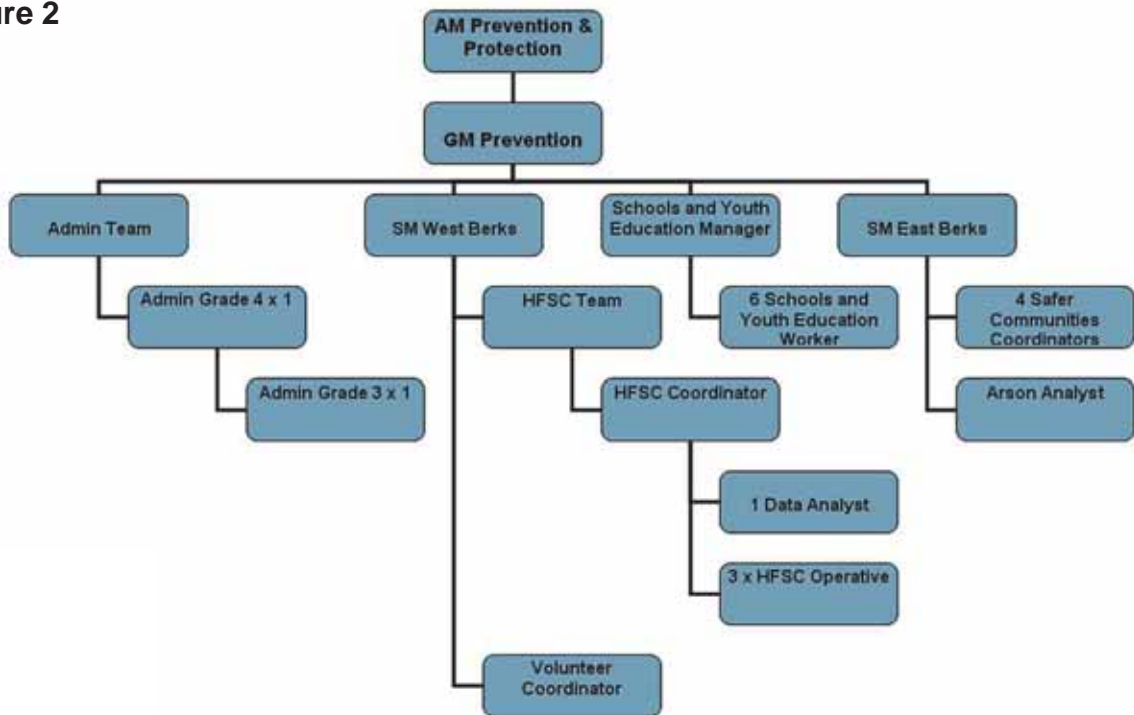 ure 2
AM Prevention &
Protection
GM Prevention
Admin Team
SM West Berks
Schools and Youth
Education Manager
SM East Berks
Admin Grade 4 x 1
HFSC Team
6 Schools and
Youth Education
Worker
4 Safer
Communities
Coordinators
Admin Grade 3 x 1
HFSC Coordinator
Arson Analyst
1 Data Analyst
3 x HFSC Operative
Volunteer
Coordinator